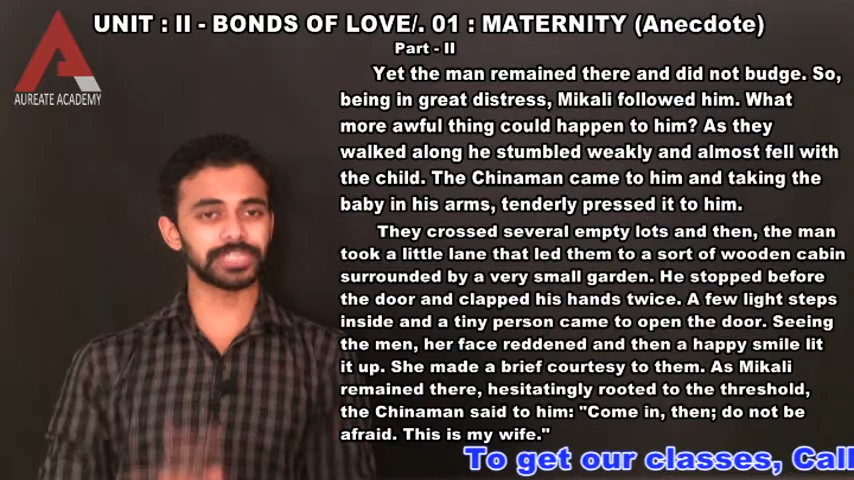 UNIT : II - BONDS OF LOVE/. 01 : MATERNITY (Anecdote)
Part - II
AUREATE ACADEMY
Yet the man remained there and did not budge. So,
being in great distress, Mikali followed him. What
more awful thing could happen to him? As they
walked along he stumbled weakly and almost fell with
the child. The Chinaman came to him and taking the
baby in his arms, tenderly pressed it to him.
They crossed several empty lots and then, the man
took a little lane that led them to a sort of wooden cabin
surrounded by a very small garden. He stopped before
the door and clapped his hands twice. A few light steps
inside and a tiny person came to open the door. Seeing
the men, her face reddened and then a happy smile lit
it up. She made a brief courtesy to them. As Mikali
remained there, hesitatingly rooted to the threshold,
the Chinaman said to him: "Come in, then; do not be
afraid. This is my wife."
To get our classes, Call